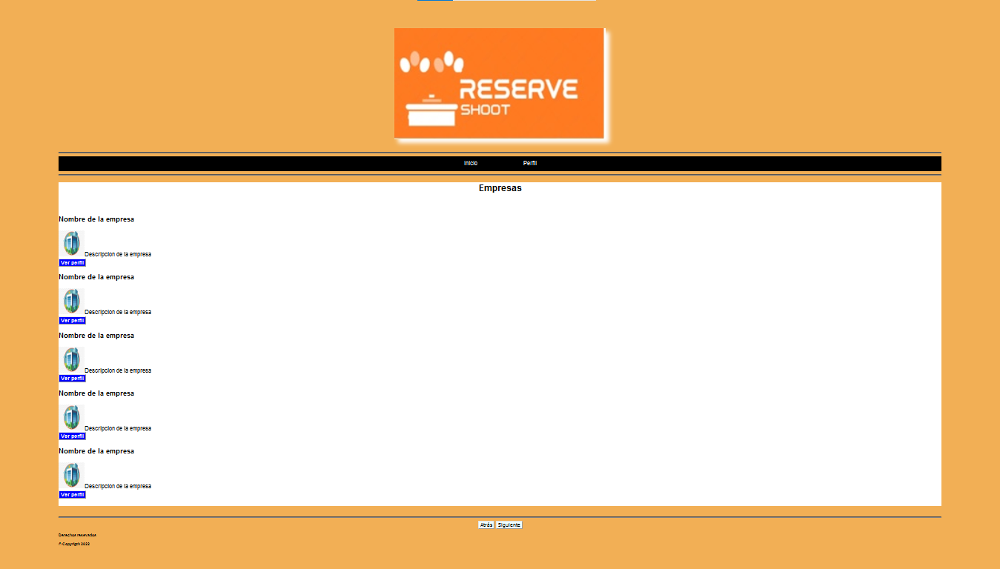 RESERVE
SHOOT
Inicio Perfil
Empresas
Nombre de la empresa
Descripcion de la empresa
Ver perfil
Nombre de la empresa
Descripcion de la empresa
Ver perfil
Nombre de la empresa
Descripcion de la empresa
Ver perfil
Nombre de la empresa
Descripcion de la empresa
Ver perfil
Nombre de la empresa
Descripcion de la empresa
Ver perfil
Atrás Siguiente
Derechos resevados
© Copyrigth 2022